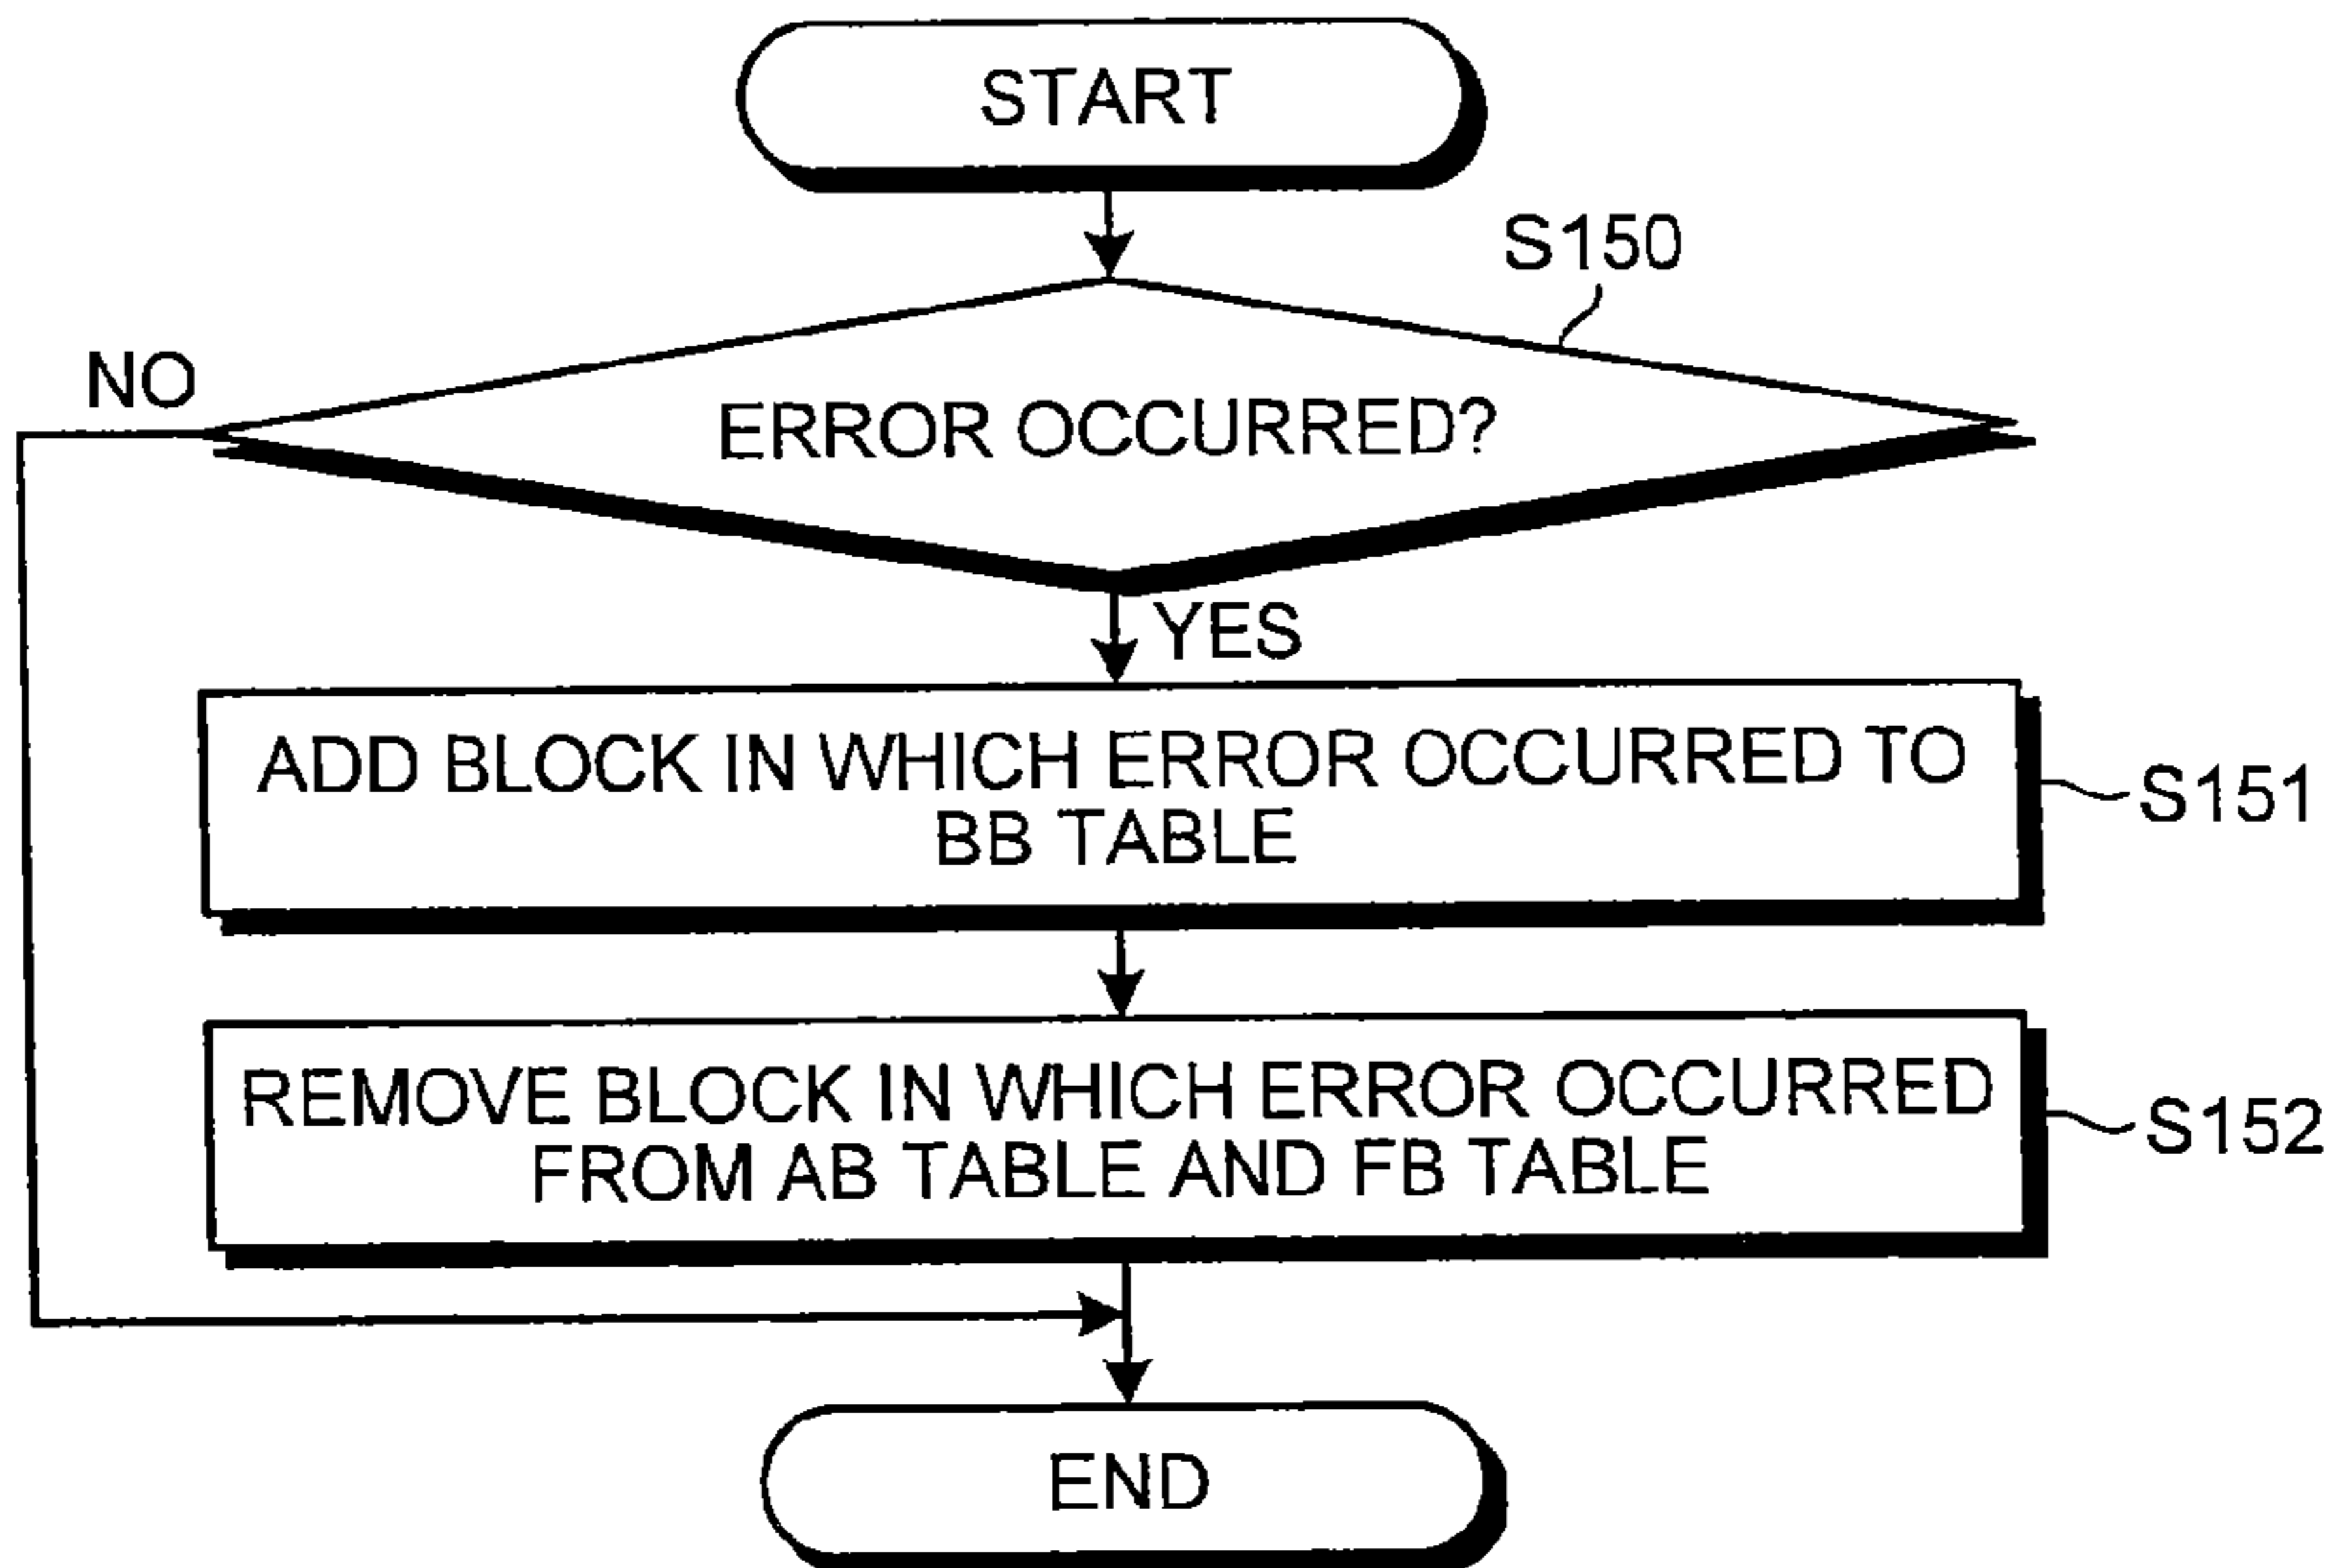 START
S150
NO
ERROR OCCURRED?
YES
ADD BLOCK IN WHICH ERROR OCCURRED TO
BB TABLE
S151
REMOVE BLOCK IN WHICH ERROR OCCURRED
FROM AB TABLE AND FB TABLE
S152
END